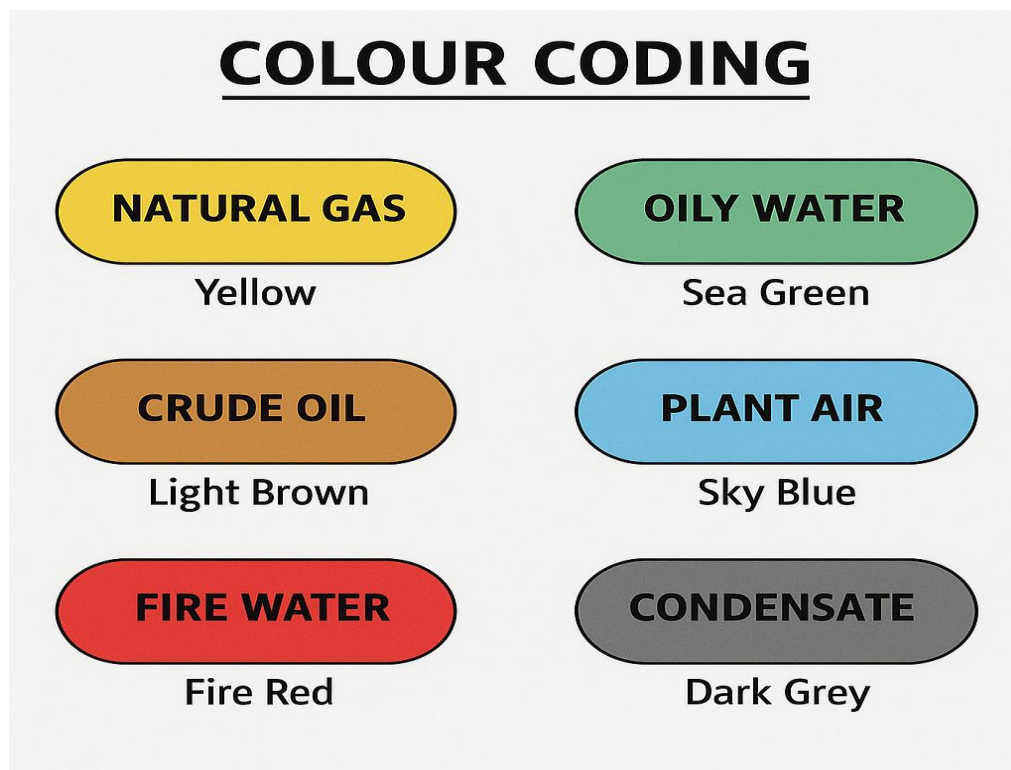 COLOUR CODING
NATURAL GAS
Yellow
OILY WATER
Sea Green
CRUDE OIL
Light Brown
PLANT AIR
Sky Blue
FIRE WATER
Fire Red
CONDENSATE
Dark Grey